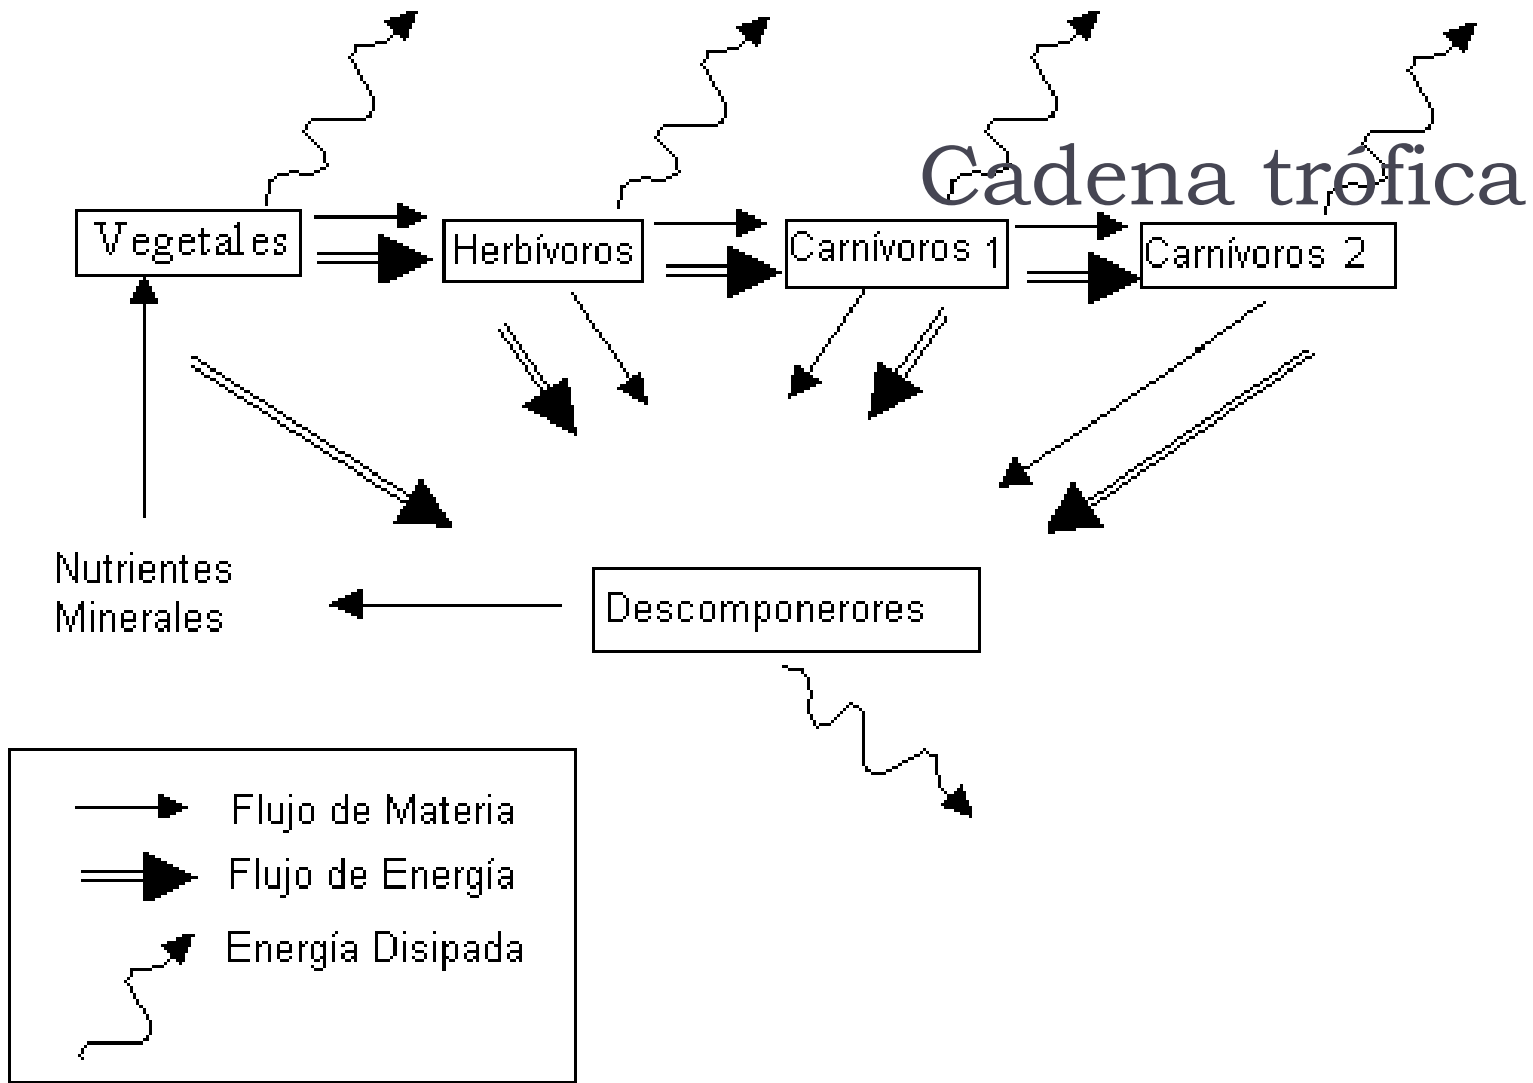 Cadena trófica
Vegetales
Herbívoros
Carnívoros 1
Carnívoros 2
Nutrientes
Minerales
Descomponerores
Flujo de Materia
Flujo de Energía
Energía Disipada